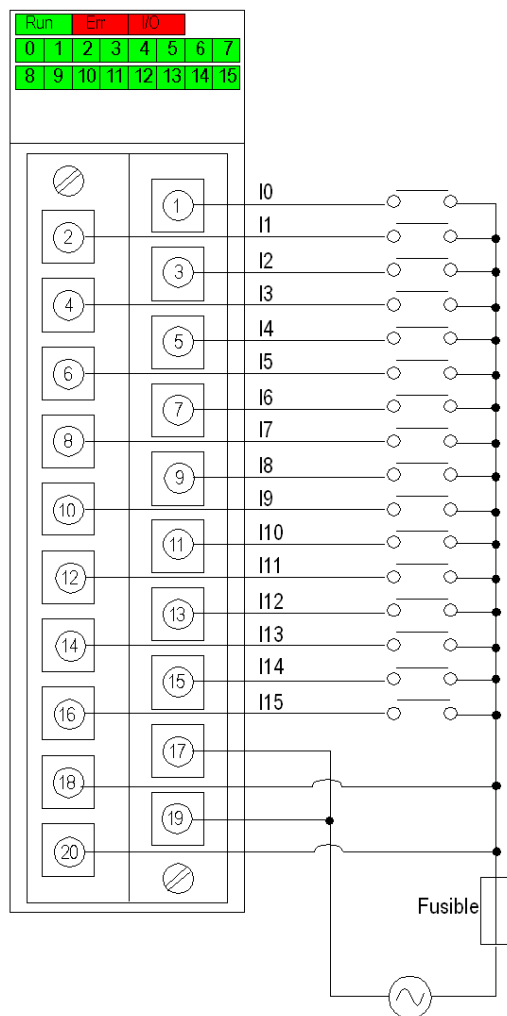 Run Err I/O
0 1 2 3 4 5 6 7
8 9 10 11 12 13 14 15
1 I0
2 I1
3 I2
4 I3
5 I4
6 I5
7 I6
8 I7
9 I8
10 I9
11 I10
12 I11
13 I12
14 I13
15 I14
16 I15
17
18
19
20
Fusible